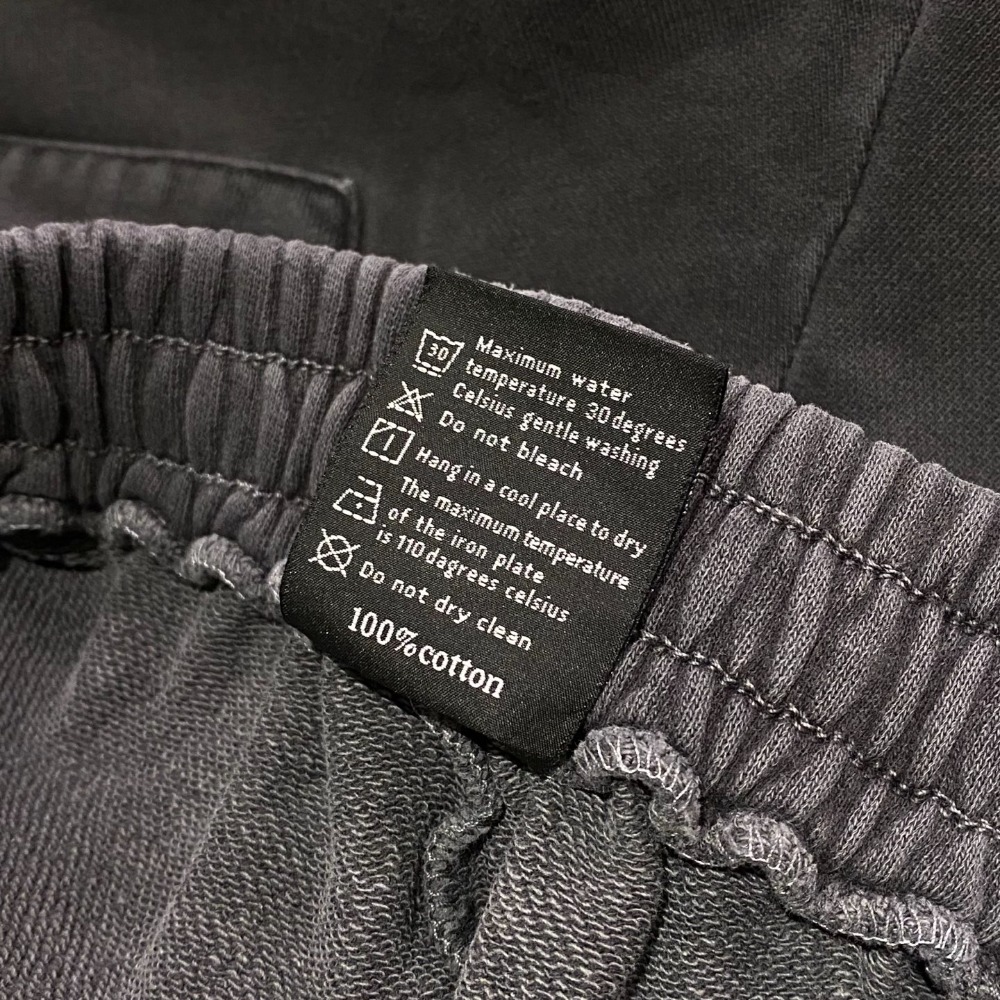 30
Maximum water
temperature 30degrees
Celsius gentle washing
Do not bleach
Hang in a cool place to dry
The maximum temperature
of the iron plate
is 110 dagrees celsius
Do not dry clean
100%cotton